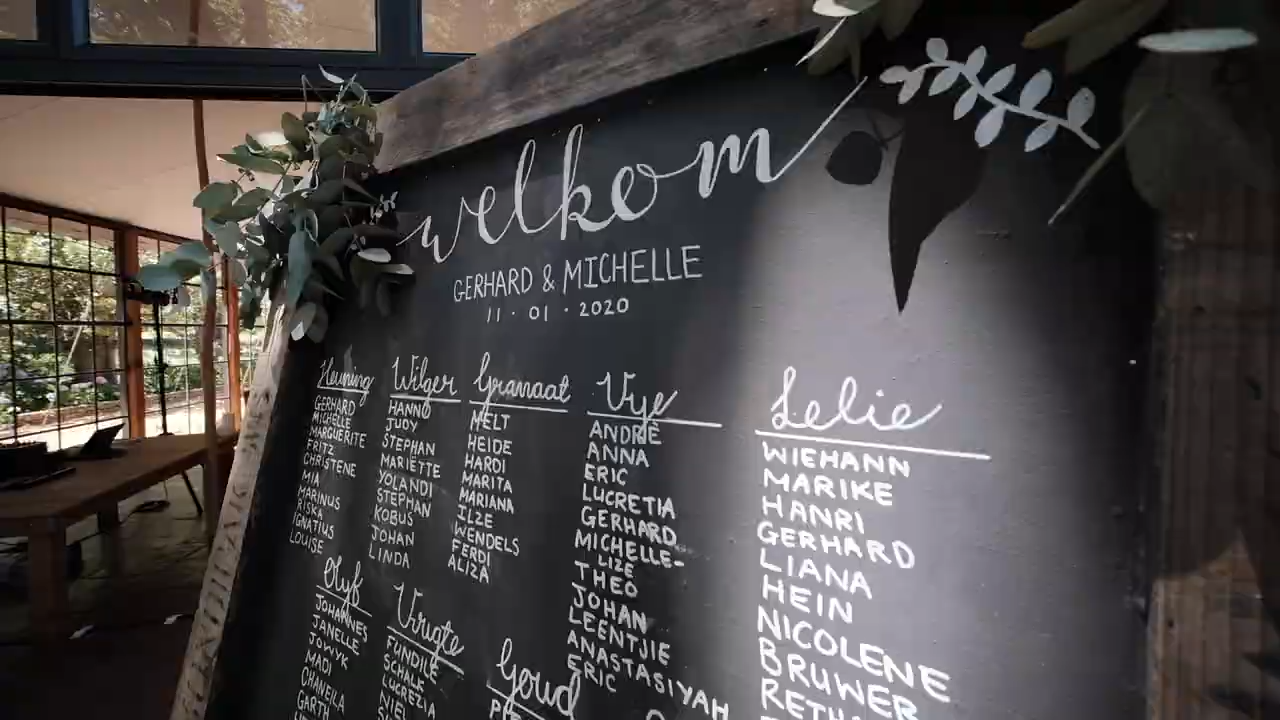 welkom
GERHARD & MICHELLE
11 · 01 · 2020
Heuning
GERHARD
MICHELLE
MARGUERITE
FRITZ
CHRISTENE
MIA
MARINUS
RISKA
IGNATIUS
LOUISE
Wilger
HANNO
JUDY
STEPHAN
MARIËTTE
YOLANDI
STEPHAN
KOBUS
JOHAN
LINDA
Granaat
MELT
HEIDE
HARDI
MARITA
MARIANA
ILZE
WENDELS
FERDI
ALIZA
Vye
ANDRÈ
ANNA
ERIC
LUCRETIA
GERHARD
MICHELLE-
LIZE
THEO
JOHAN
LEENTJIE
ANASTASIYAH
ERIC
Lelie
WIEHANN
MARIKE
HANRI
GERHARD
LIANA
HEIN
NICOLENE
BRUWER
Olyf
JOHANNES
JANELLE
JOWYK
MADI
GARTH
Vrugte
FUNDILE
SCHALK
LUCREZIA
Goud